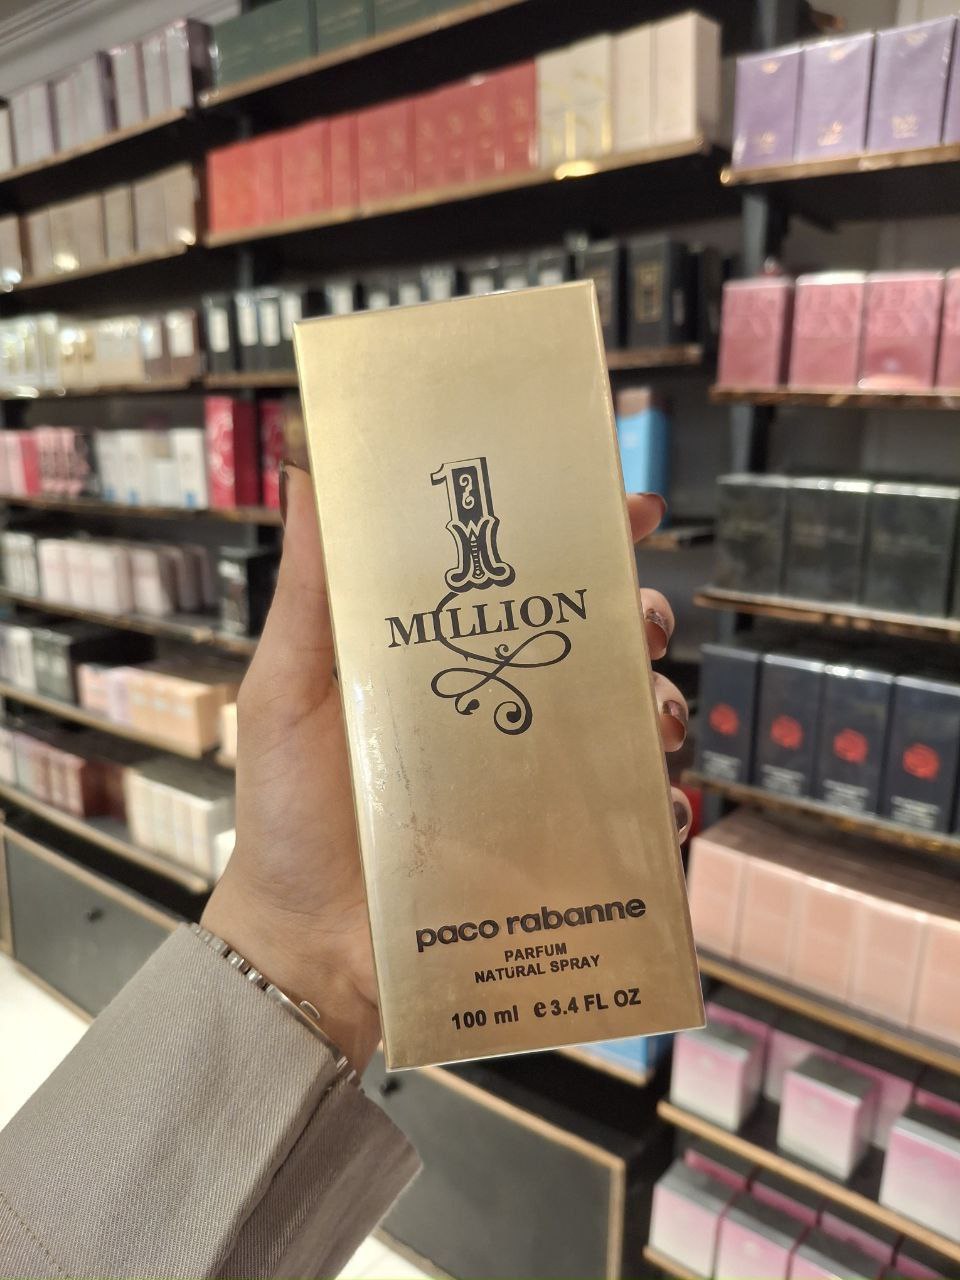 1
MILLION
paco rabanne
PARFUM
NATURAL SPRAY
100 ml e 3.4 FL OZ